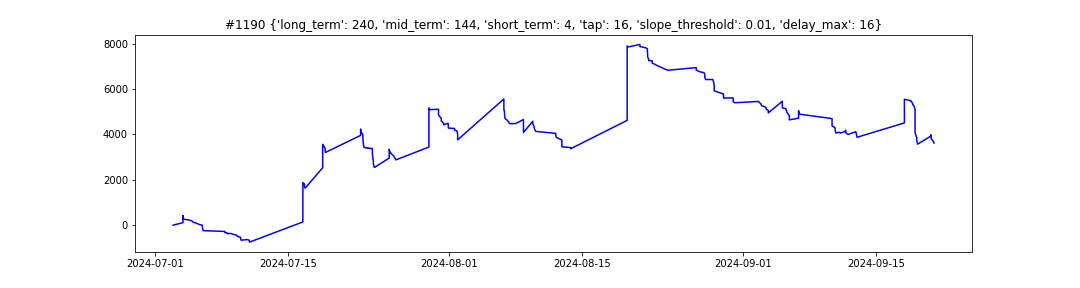 #1190 {'long_term': 240, 'mid_term': 144, 'short_term': 4, 'tap': 16, 'slope_threshold': 0.01, 'delay_max': 16}
8000
6000
4000
2000
0
2024-07-01 2024-07-15 2024-08-01 2024-08-15 2024-09-01 2024-09-15